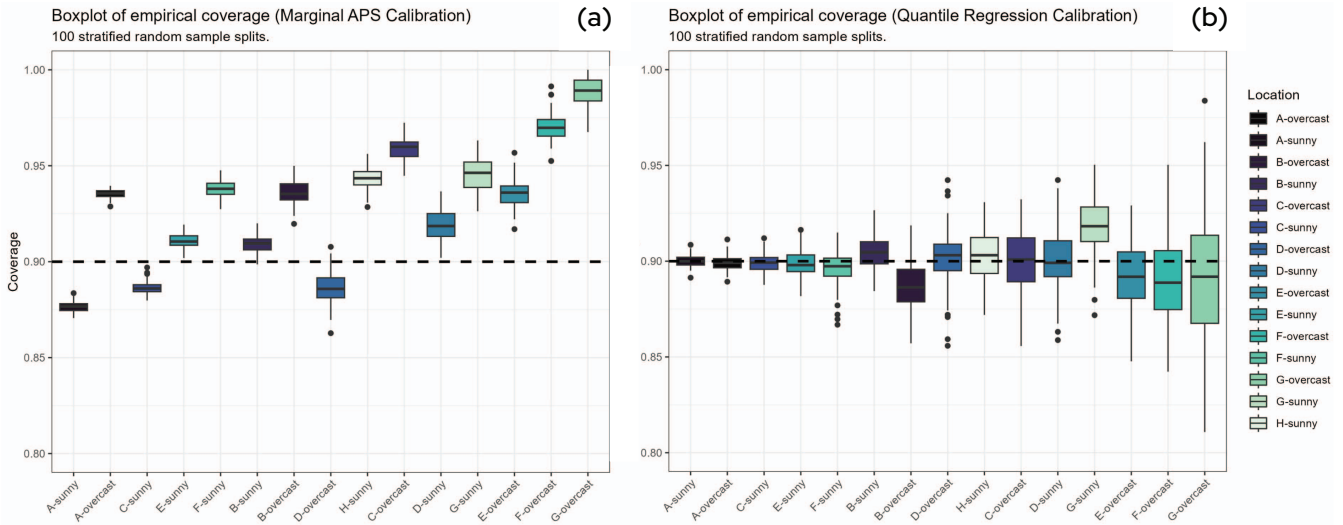 Boxplot of empirical coverage (Marginal APS Calibration)
100 stratified random sample splits.
(a)
Coverage
1.00
0.95
0.90
0.85
0.80
A-sunny
A-overcast
C-sunny
E-sunny
F-sunny
B-sunny
B-overcast
D-overcast
H-sunny
C-overcast
D-sunny
G-sunny
E-overcast
F-overcast
G-overcast
Boxplot of empirical coverage (Quantile Regression Calibration)
100 stratified random sample splits.
(b)
1.00
0.95
0.90
0.85
0.80
A-sunny
A-overcast
C-sunny
E-sunny
F-sunny
B-sunny
B-overcast
D-overcast
H-sunny
C-overcast
D-sunny
G-sunny
E-overcast
F-overcast
G-overcast
Location
A-overcast
A-sunny
B-overcast
B-sunny
C-overcast
C-sunny
D-overcast
D-sunny
E-overcast
E-sunny
F-overcast
F-sunny
G-overcast
G-sunny
H-sunny